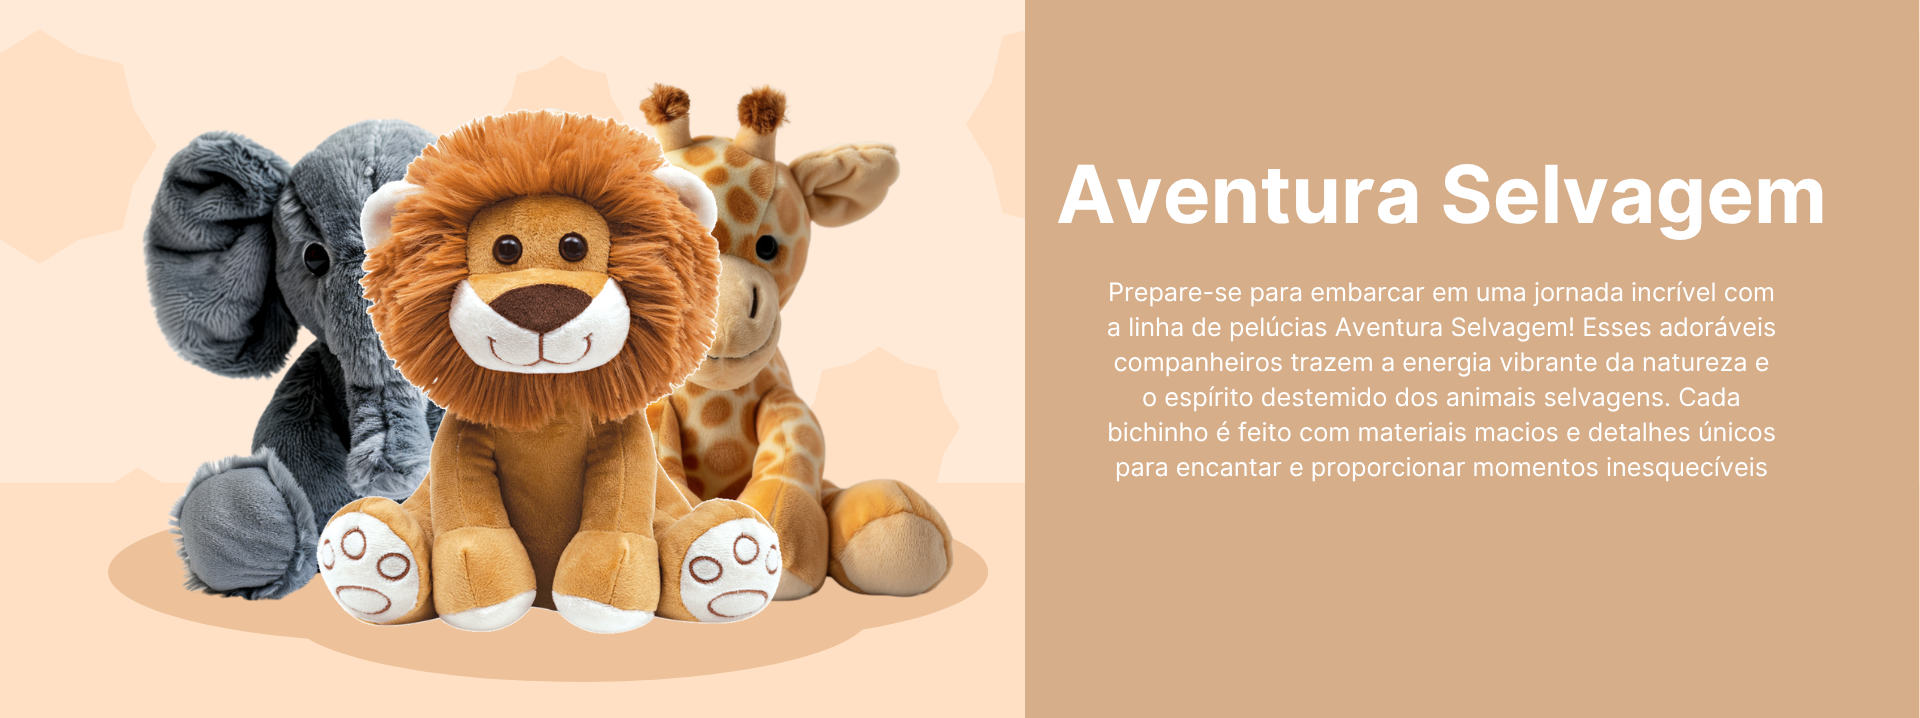 Aventura Selvagem
Prepare-se para embarcar em uma jornada incrível com
a linha de pelúcias Aventura Selvagem! Esses adoráveis
companheiros trazem a energia vibrante da natureza e
o espírito destemido dos animais selvagens. Cada
bichinho é feito com materiais macios e detalhes únicos
para encantar e proporcionar momentos inesquecíveis